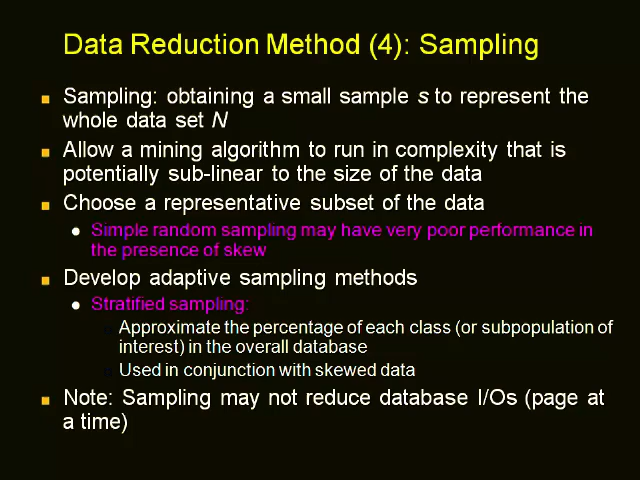 Data Reduction Method (4): Sampling
Sampling: obtaining a small sample s to represent the
whole data set N
Allow a mining algorithm to run in complexity that is
potentially sub-linear to the size of the data
Choose a representative subset of the data
Simple random sampling may have very poor performance in
the presence of skew
Develop adaptive sampling methods
Stratified sampling:
Approximate the percentage of each class (or subpopulation of
interest) in the overall database
Used in conjunction with skewed data
Note: Sampling may not reduce database I/Os (page at
a time)